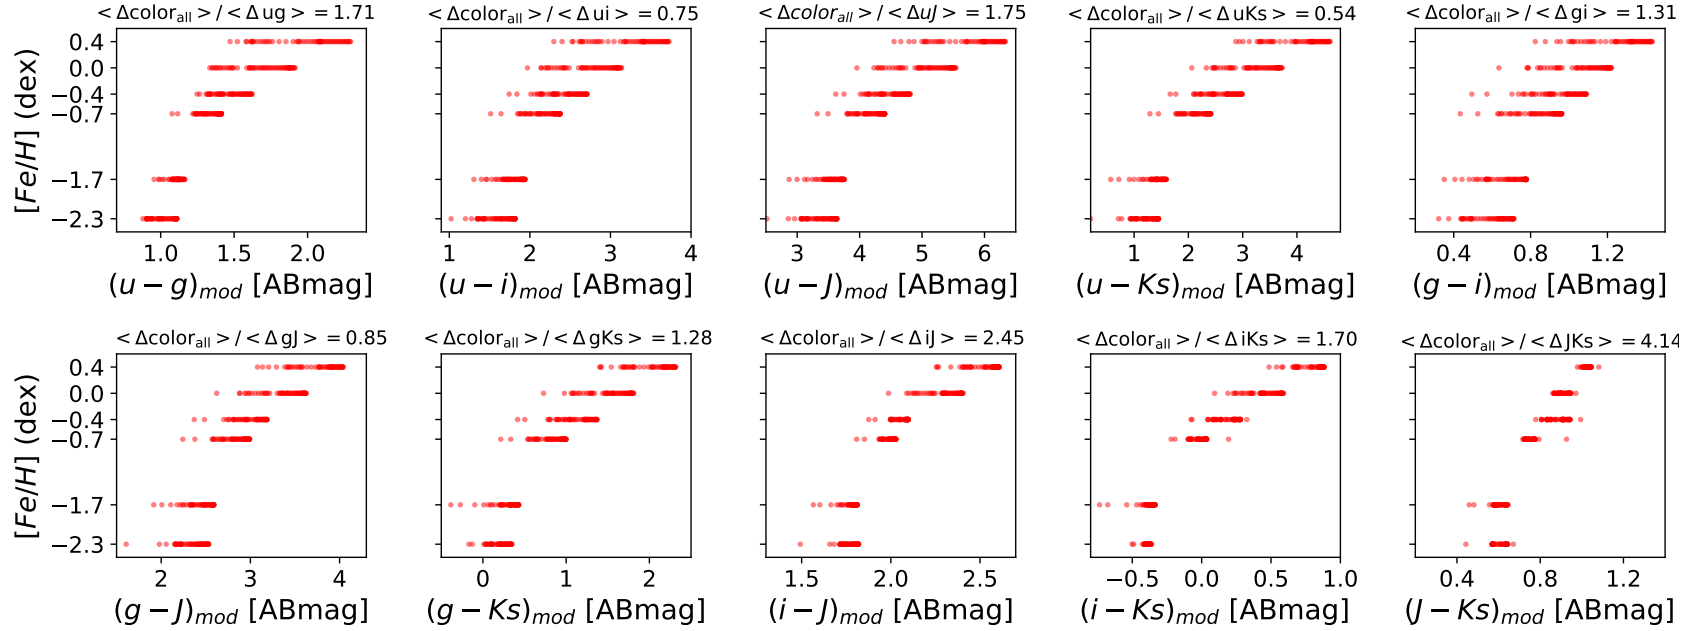 < Δcolor_all > / < Δ ug > = 1.71
< Δcolor_all > / < Δ ui > = 0.75
< Δcolor_all > / < Δ uJ > = 1.75
< Δcolor_all > / < Δ uKs > = 0.54
< Δcolor_all > / < Δ gi > = 1.31
[Fe/H] (dex)
0.4
0.0
−0.4
−0.7
−1.7
−2.3
1.0 1.5 2.0
1 2 3 4
3 4 5 6
1 2 3 4
0.4 0.8 1.2
(u − g)_mod [ABmag]
(u − i)_mod [ABmag]
(u − J)_mod [ABmag]
(u − Ks)_mod [ABmag]
(g − i)_mod [ABmag]
< Δcolor_all > / < Δ gJ > = 0.85
< Δcolor_all > / < Δ gKs > = 1.28
< Δcolor_all > / < Δ iJ > = 2.45
< Δcolor_all > / < Δ iKs > = 1.70
< Δcolor_all > / < Δ JKs > = 4.14
[Fe/H] (dex)
0.4
0.0
−0.4
−0.7
−1.7
−2.3
2 3 4
0 1 2
1.5 2.0 2.5
−0.5 0.0 0.5 1.0
0.4 0.8 1.2 1.6
(g − J)_mod [ABmag]
(g − Ks)_mod [ABmag]
(i − J)_mod [ABmag]
(i − Ks)_mod [ABmag]
(J − Ks)_mod [ABmag]